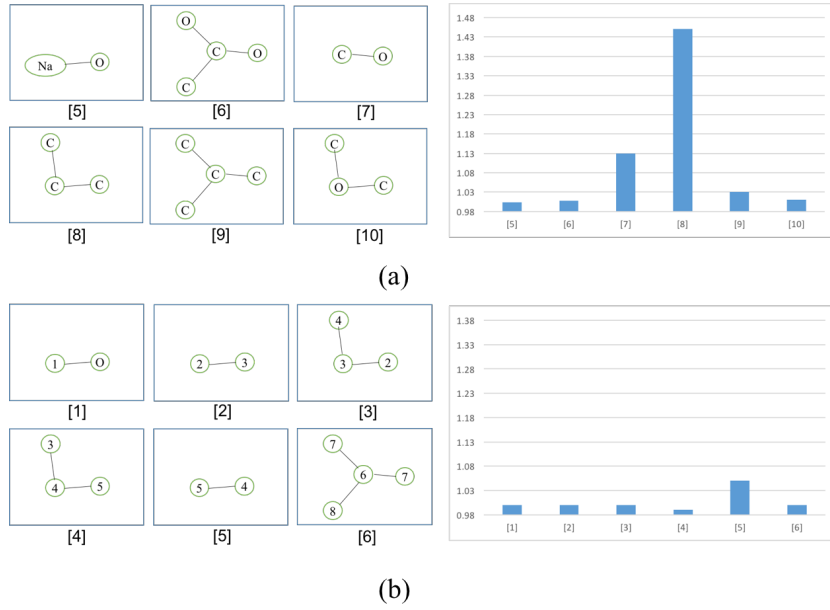 O
C
O
C
Na
O
[5]
C
O
[7]
[6]
C
C
C
[8]
C
C
C
C
[9]
C
O
C
[10]
1.48
1.43
1.38
1.33
1.28
1.23
1.18
1.13
1.08
1.03
0.98
[5] [6] [7] [8] [9] [10]
(a)
1 O
[1]
2 3
[2]
4
3 2
[3]
3
4 5
[4]
5 4
[5]
7
6 7
8
[6]
1.38
1.33
1.28
1.23
1.18
1.13
1.08
1.03
0.98
[1] [2] [3] [4] [5] [6]
(b)